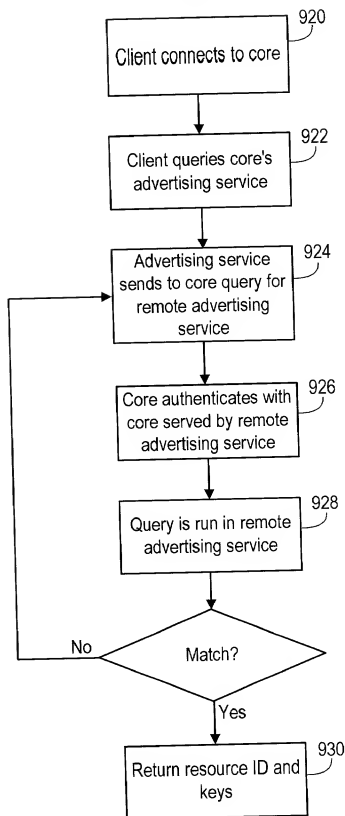 920
Client connects to core
922
Client queries core's
advertising service
924
Advertising service
sends to core query for
remote advertising
service
926
Core authenticates with
core served by remote
advertising service
928
Query is run in remote
advertising service
No
Match?
Yes
930
Return resource ID and
keys